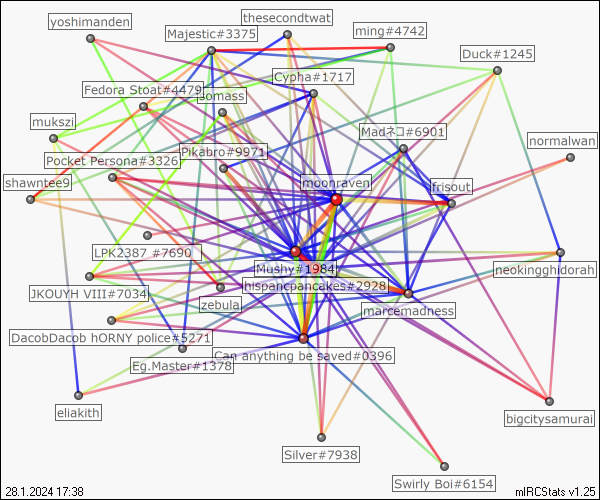 yoshimanden
thesecondtwat
Majestic#3375
ming#4742
Duck#1245
Cypha#1717
Fedora Stoat#4479
somass
mukszi
Madネコ#6901
normalwan
Pikabro#9971
Pocket Persona#3326
shawntee9
moonraven
frisout
LPK2387 #7690
Mushy#1984
neokingghidorah
hispancpancakes#2928
JKOUYH VIII#7034
zebula
marcemadness
DacobDacob hORNY police#5271
Can anything be saved#0396
Eg.Master#1378
eliakith
bigcitysamurai
Silver#7938
Swirly Boi#6154
28.1.2024 17:38
mIRCStats v1.25